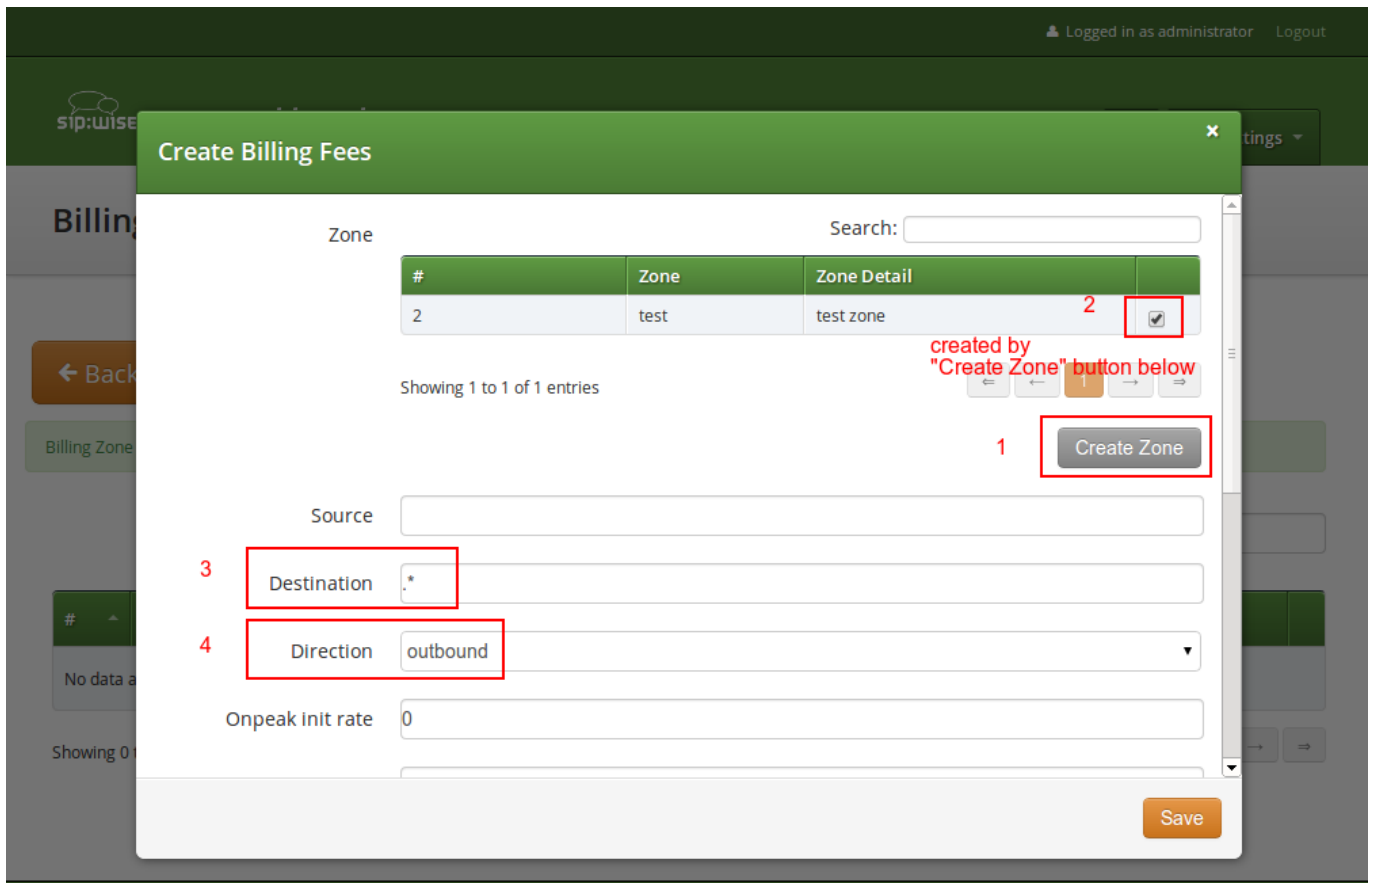 Logged in as administrator Logout
sip:wise
tings
Create Billing Fees ×
Billing
Zone Search:
# Zone Zone Detail
2 test test zone 2
created by
"Create Zone" button below
← Back
Showing 1 to 1 of 1 entries ⇐ ← 1 → ⇒
Billing Zone
1 Create Zone
Source
3 Destination .*
#
4 Direction outbound
No data a
Onpeak init rate 0
Showing 0 t → ⇒
Save